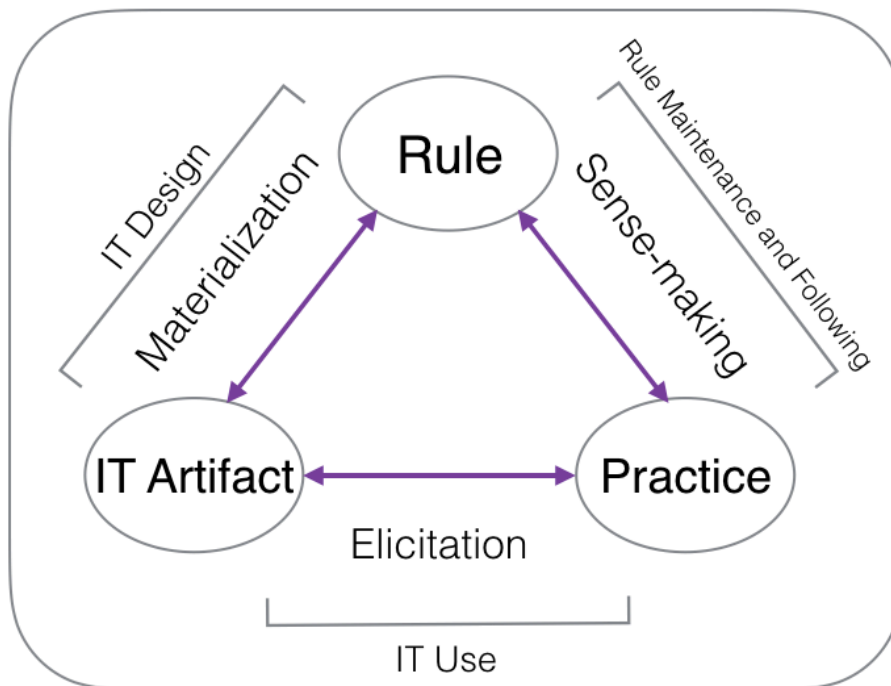 Rule
IT Design
Materialization
Sense-making
Rule Maintenance and Following
IT Artifact
Practice
Elicitation
IT Use